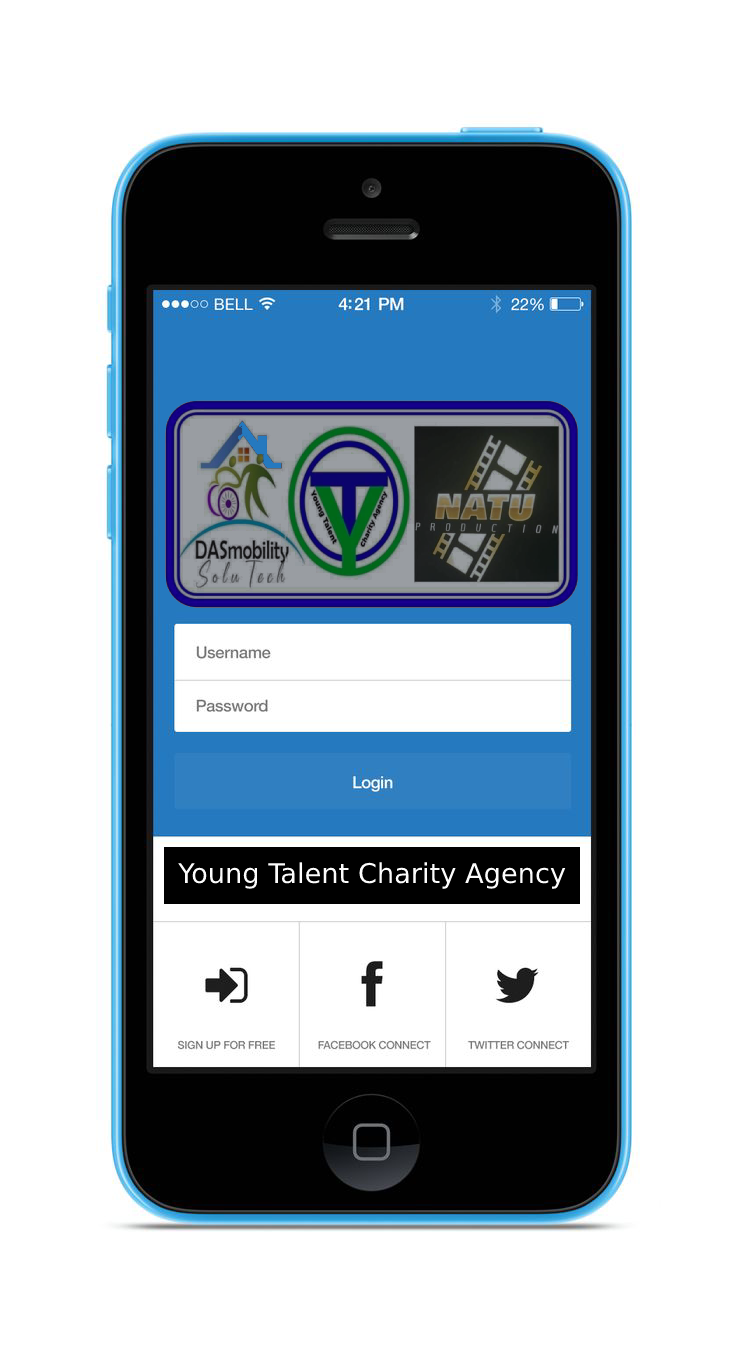 BELL 4:21 PM 22%
DASmobility
Solu Tech
TY
Young Talent Charity Agency
NATU
PRODUCTION
Username
Password
Login
Young Talent Charity Agency
SIGN UP FOR FREE FACEBOOK CONNECT TWITTER CONNECT